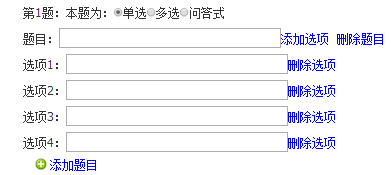 第1题：本题为：单选多选问答式
题目：添加选项 删除题目
选项1：删除选项
选项2：删除选项
选项3：删除选项
选项4：删除选项
添加题目